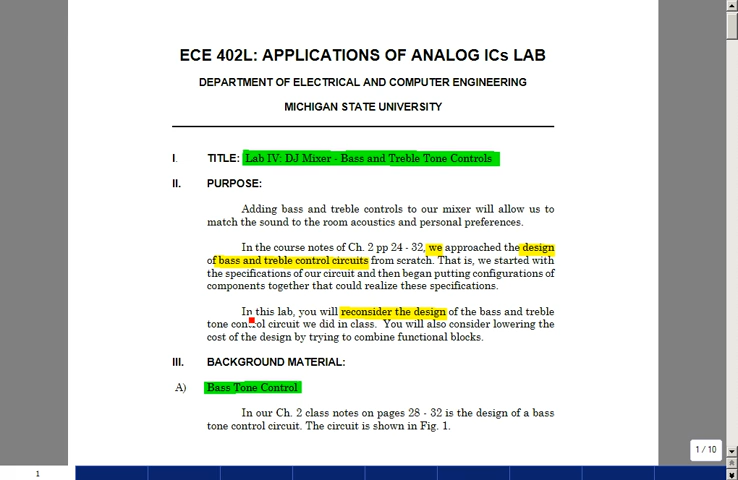 ECE 402L: APPLICATIONS OF ANALOG ICs LAB
DEPARTMENT OF ELECTRICAL AND COMPUTER ENGINEERING
MICHIGAN STATE UNIVERSITY
I. TITLE: Lab IV: DJ Mixer - Bass and Treble Tone Controls
II. PURPOSE:
Adding bass and treble controls to our mixer will allow us to
match the sound to the room acoustics and personal preferences.
In the course notes of Ch. 2 pp 24 - 32, we approached the design
of bass and treble control circuits from scratch. That is, we started with
the specifications of our circuit and then began putting configurations of
components together that could realize these specifications.
In this lab, you will reconsider the design of the bass and treble
tone control circuit we did in class. You will also consider lowering the
cost of the design by trying to combine functional blocks.
III. BACKGROUND MATERIAL:
A) Bass Tone Control
In our Ch. 2 class notes on pages 28 - 32 is the design of a bass
tone control circuit. The circuit is shown in Fig. 1.
1 / 10
1